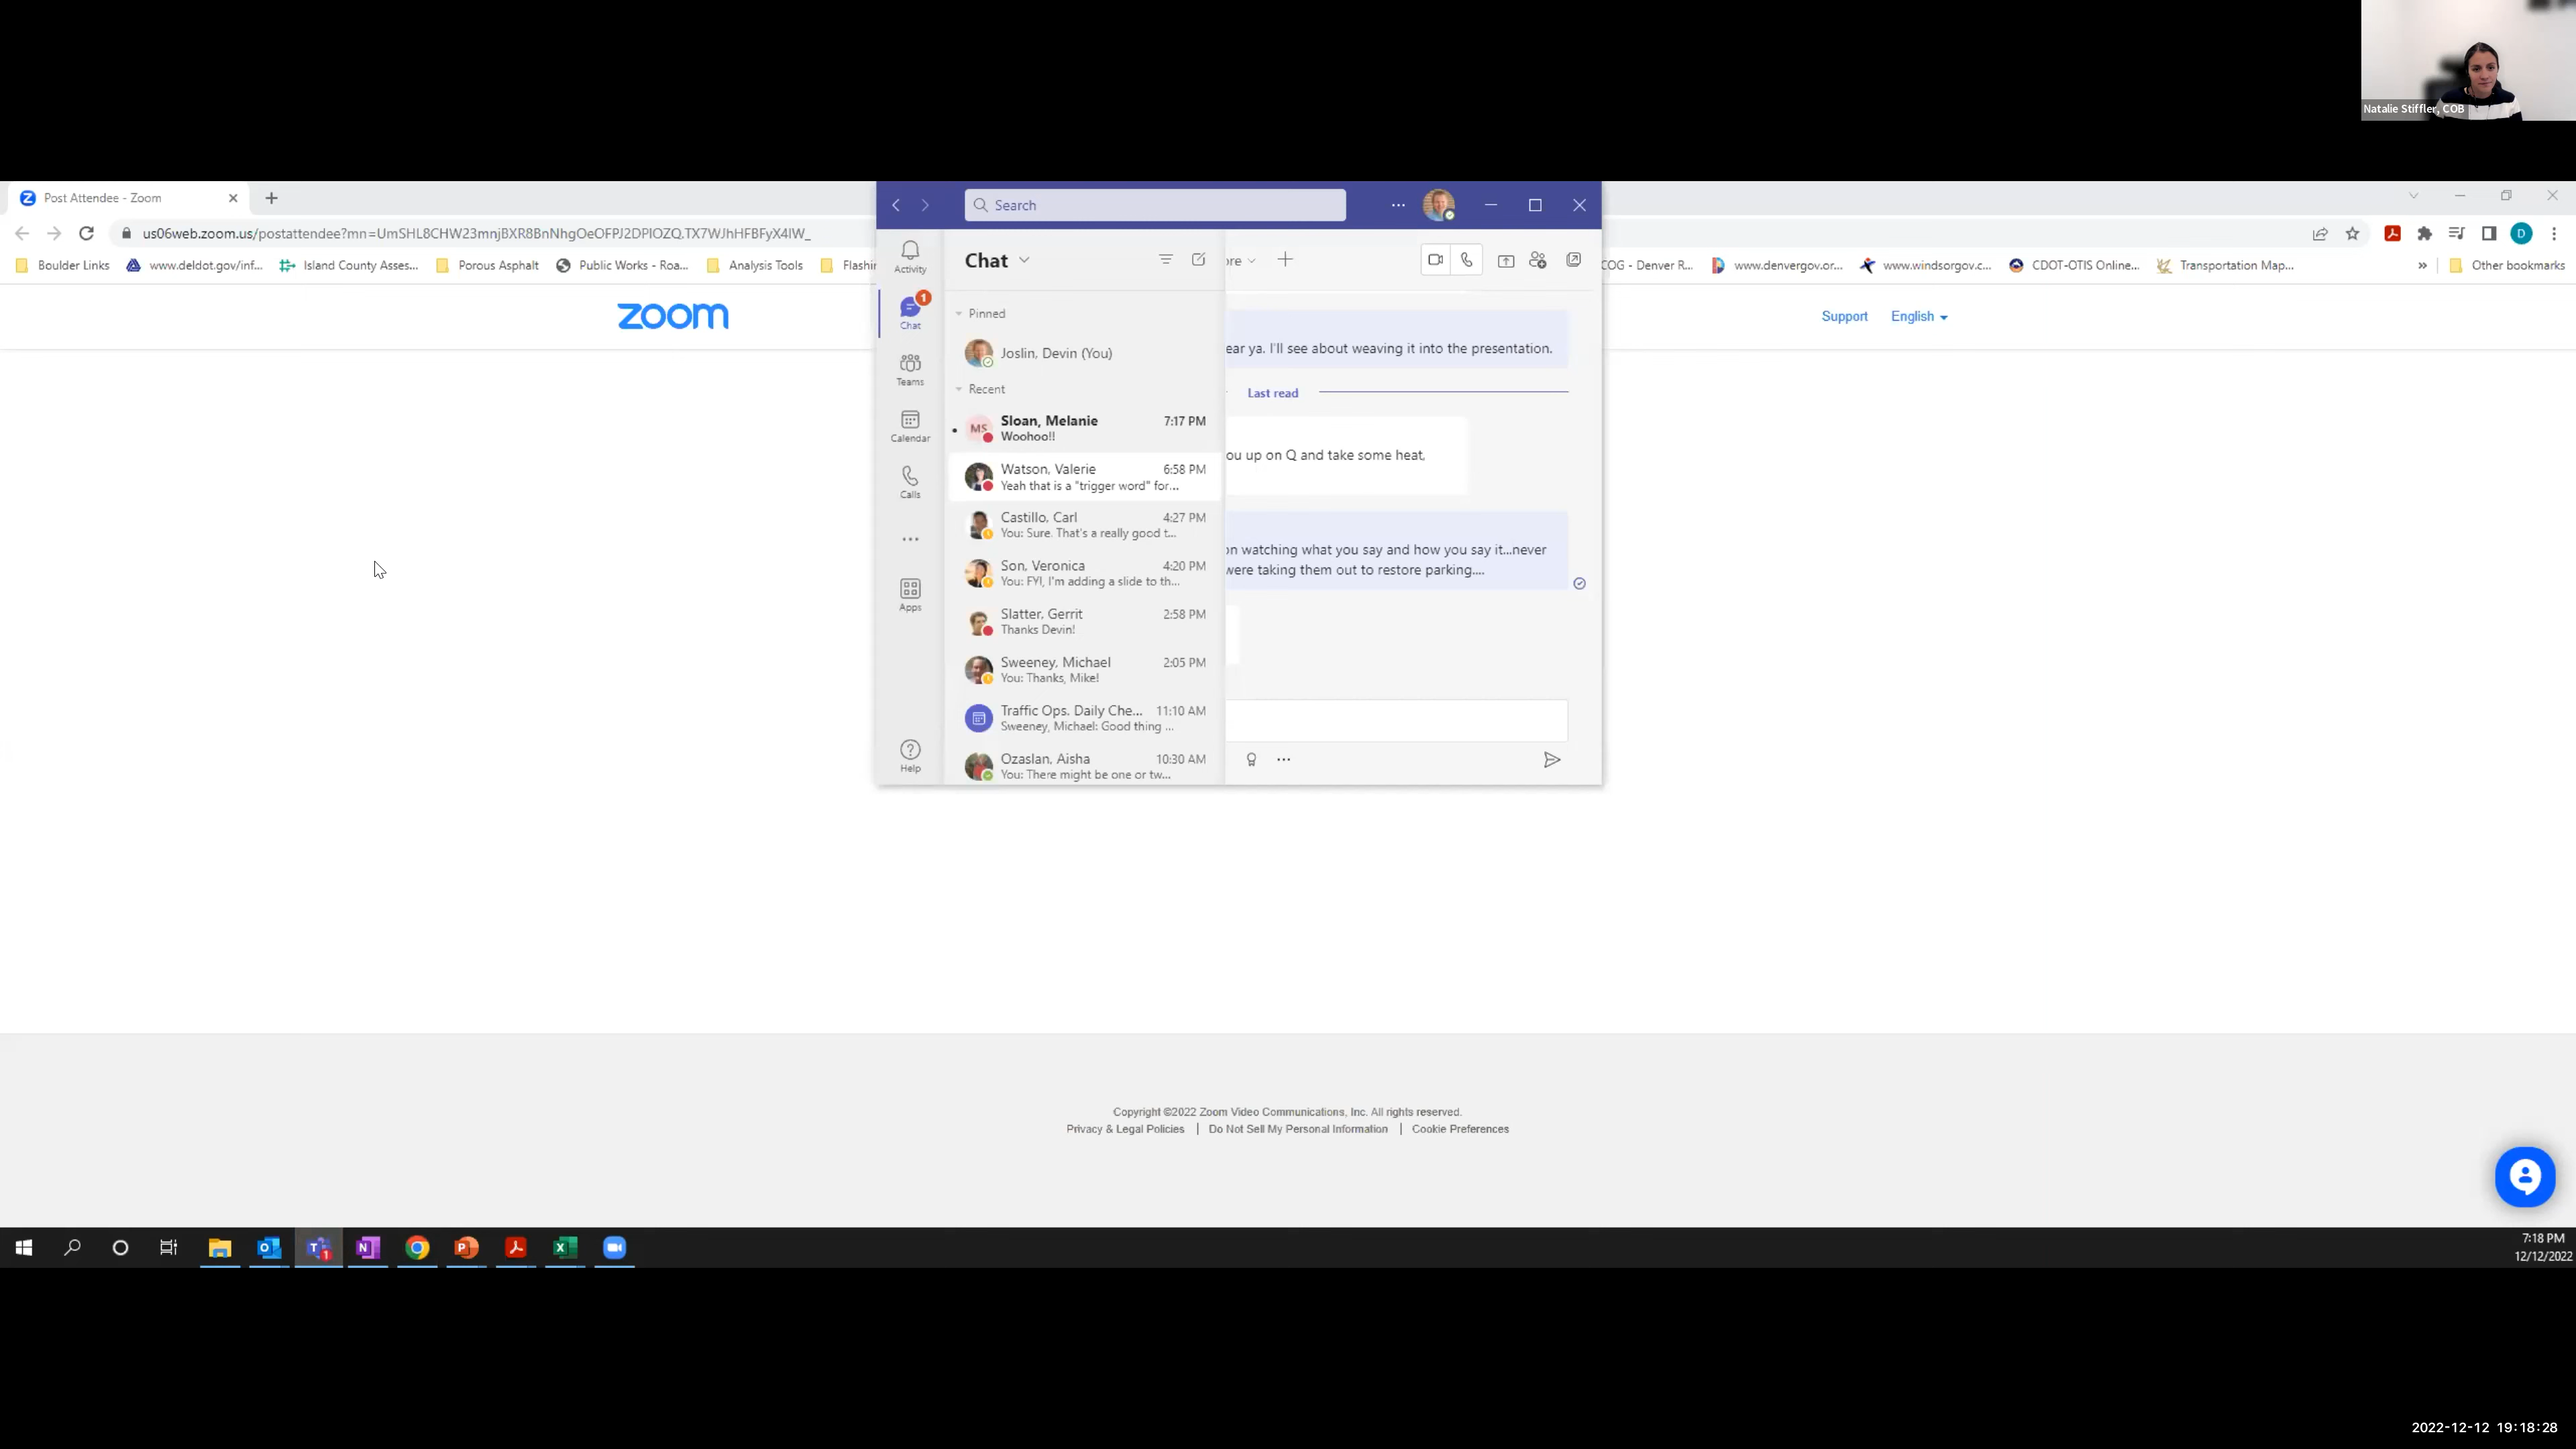 Natalie Stiffler, COB
Post Attendee - Zoom
Search
us06web.zoom.us/postattendee?mn=UmSHL8CHW23mnjBXR8BnNhgOeOFPJ2DPIOZQ.TX7WJhHFBFyX4IW_
D
Boulder Links
www.deldot.gov/inf...
Island County Asses...
Porous Asphalt
Public Works - Roa...
Analysis Tools
Flashir
COG - Denver R...
www.denvergov.or...
www.windsorgov.c...
CDOT-OTIS Online...
Transportation Map...
Other bookmarks
zoom
Support
English
Activity
1
Chat
Teams
Calendar
Calls
Apps
Help
Chat
Pinned
Joslin, Devin (You)
Recent
MS
Sloan, Melanie 7:17 PM
Woohoo!!
Watson, Valerie 6:58 PM
Yeah that is a "trigger word" for...
Castillo, Carl 4:27 PM
You: Sure. That's a really good t...
Son, Veronica 4:20 PM
You: FYI, I'm adding a slide to th...
Slatter, Gerrit 2:58 PM
Thanks Devin!
Sweeney, Michael 2:05 PM
You: Thanks, Mike!
Traffic Ops. Daily Che... 11:10 AM
Sweeney, Michael: Good thing ...
Ozaslan, Aisha 10:30 AM
You: There might be one or tw...
ore
ear ya. I'll see about weaving it into the presentation.
Last read
ou up on Q and take some heat,
on watching what you say and how you say it...never
were taking them out to restore parking....
Copyright ©2022 Zoom Video Communications, Inc. All rights reserved.
Privacy & Legal Policies | Do Not Sell My Personal Information | Cookie Preferences
7:18 PM
12/12/2022
2022-12-12 19:18:28